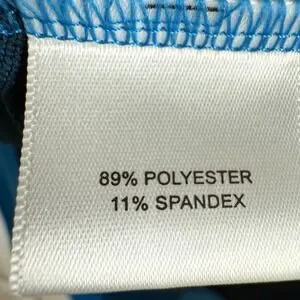 89% POLYESTER
11% SPANDEX